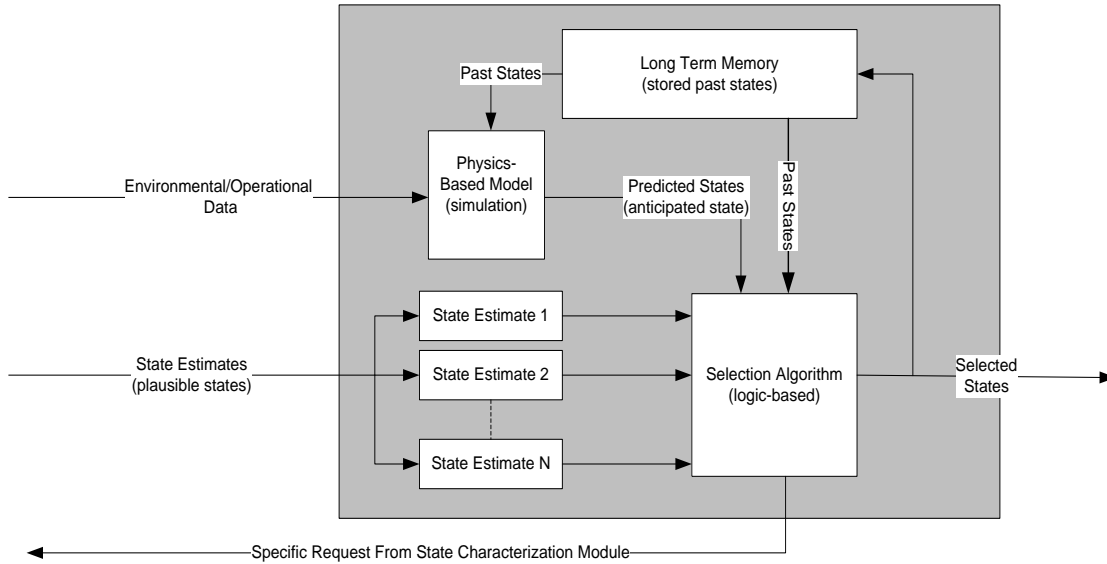 Long Term Memory
(stored past states)
Past States
Physics-
Based Model
(simulation)
Environmental/Operational
Data
Predicted States
(anticipated state)
Past States
State Estimate 1
State Estimates
(plausible states)
State Estimate 2
Selection Algorithm
(logic-based)
Selected
States
State Estimate N
Specific Request From State Characterization Module